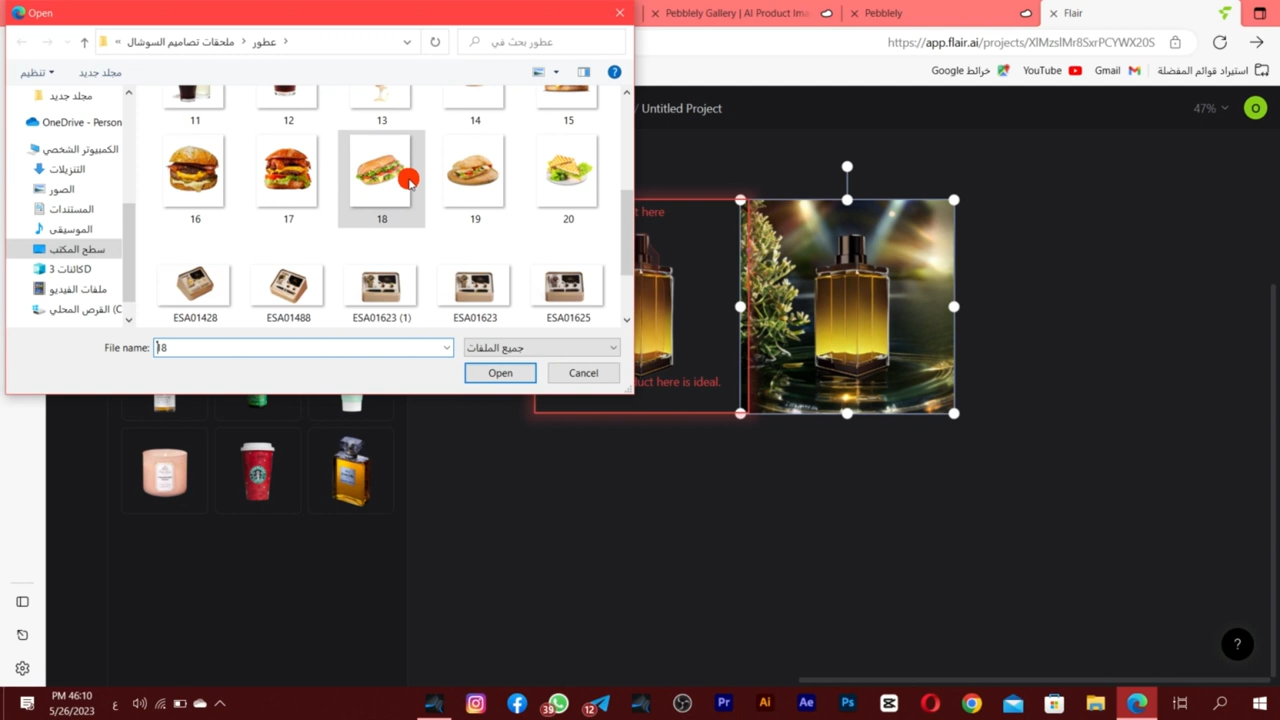 Open
Pebblely Gallery | AI Product Ima
Pebblely
Flair
« ملحقات تصاميم السوشال › عطور ›
عطور بحث في
https://app.flair.ai/projects/XlMzslMr8SxrPCYWX20S
تنظيم
مجلد جديد
خرائط Google
YouTube
Gmail
استيراد قوائم المفضلة
مجلد جديد
OneDrive - Person
الكمبيوتر الشخصي
التنزيلات
الصور
المستندات
الموسيقى
سطح المكتب
كائنات 3D
ملفات الفيديو
القرص المحلي (C
11
12
13
14
15
16
17
18
19
20
ESA01428
ESA01488
ESA01623 (1)
ESA01623
ESA01625
File name:
18
جميع الملفات
Open
Cancel
/ Untitled Project
47%
O
t here
uct here is ideal.
?
PM 46:10
5/26/2023
ع
39
12
Pr
Ai
Ae
Ps